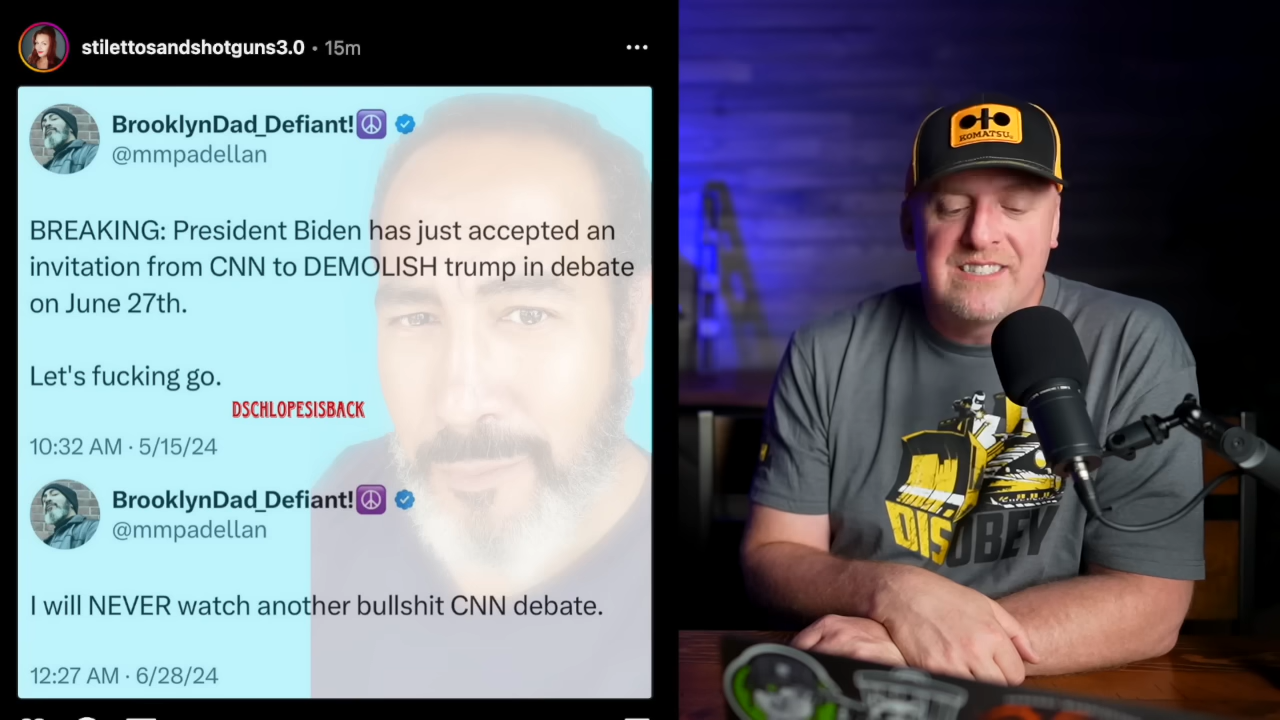 stilettosandshotguns3.0 • 15m
BrooklynDad_Defiant!
@mmpadellan
BREAKING: President Biden has just accepted an
invitation from CNN to DEMOLISH trump in debate
on June 27th.
Let's fucking go.
DSCHLOPESISBACK
10:32 AM · 5/15/24
BrooklynDad_Defiant!
@mmpadellan
I will NEVER watch another bullshit CNN debate.
12:27 AM · 6/28/24
KOMATSU
DISOBEY